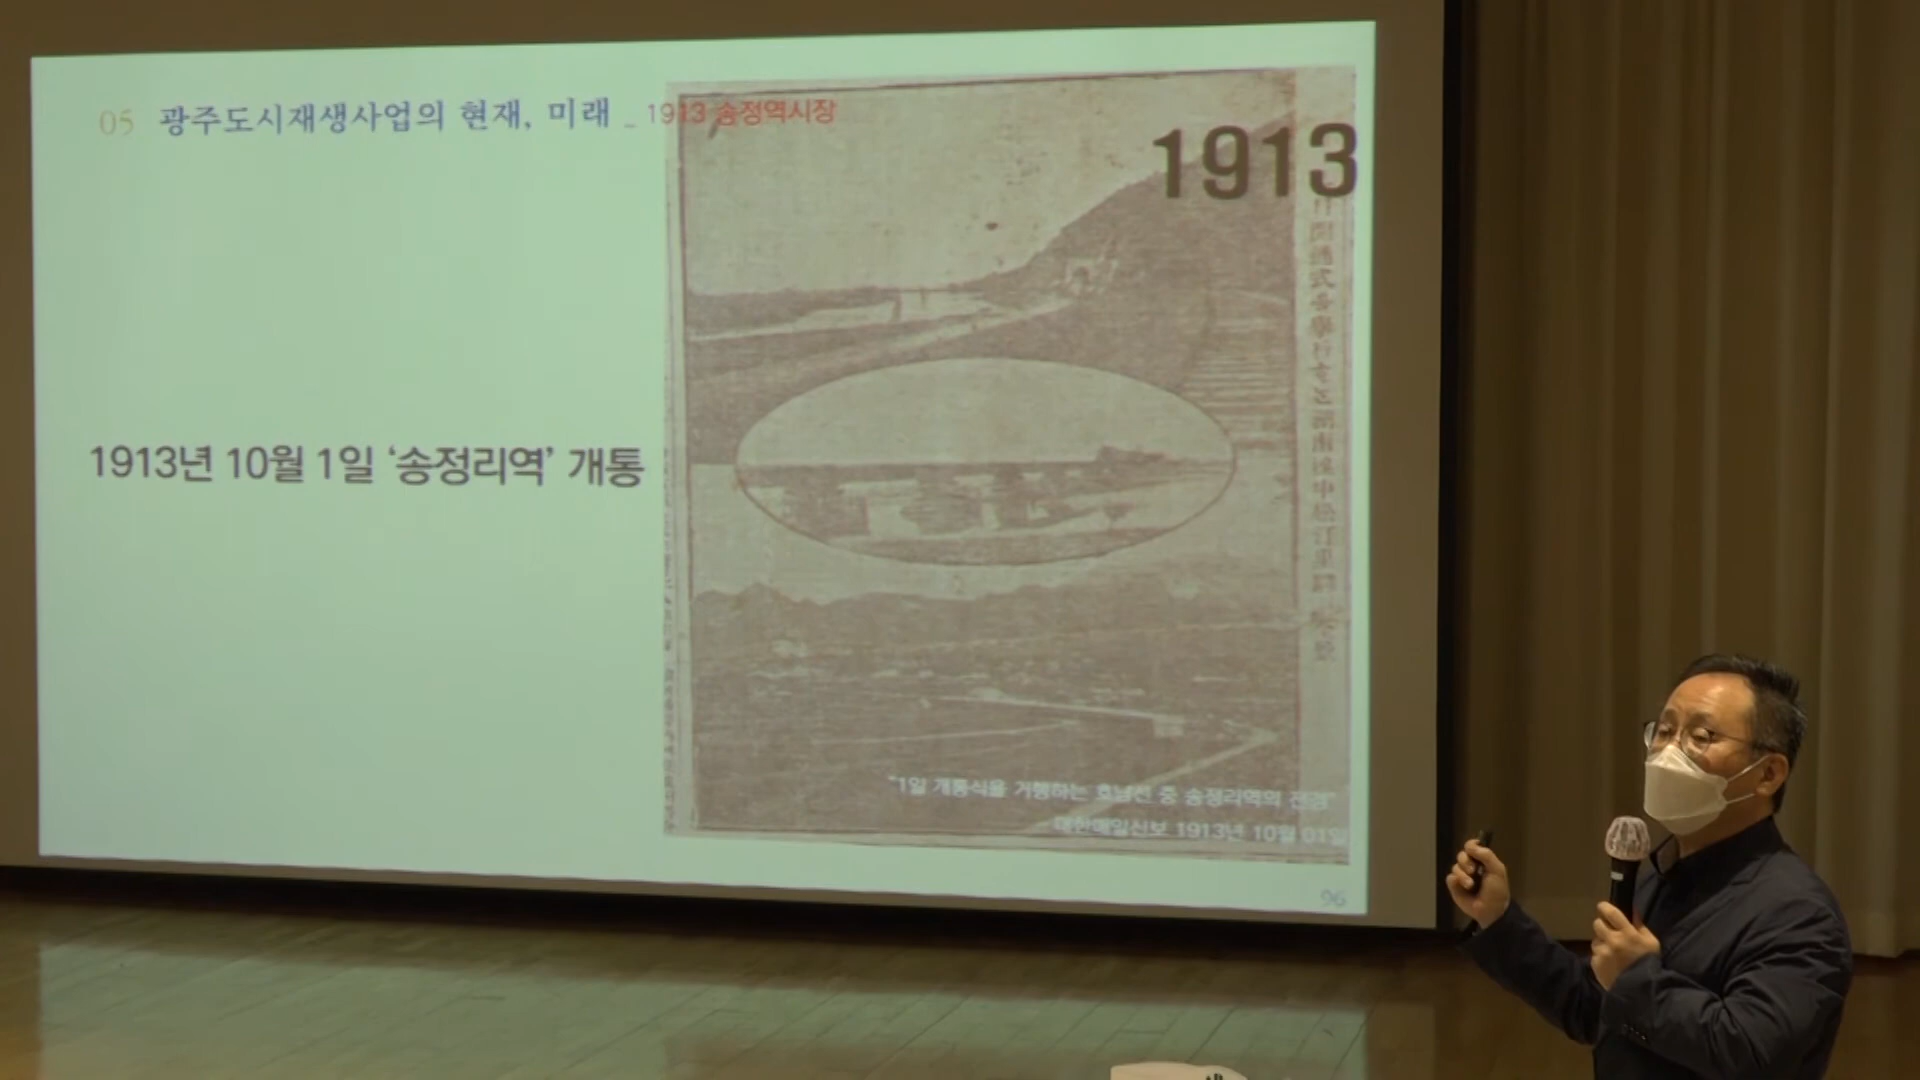 05 광주도시재생사업의 현재, 미래 _ 1913 송정역시장
1913
1913년 10월 1일 ‘송정리역’ 개통
"1일 개통식을 거행하는 호남선 중 송정리역의 전경"
대한매일신보 1913년 10월 01일
96